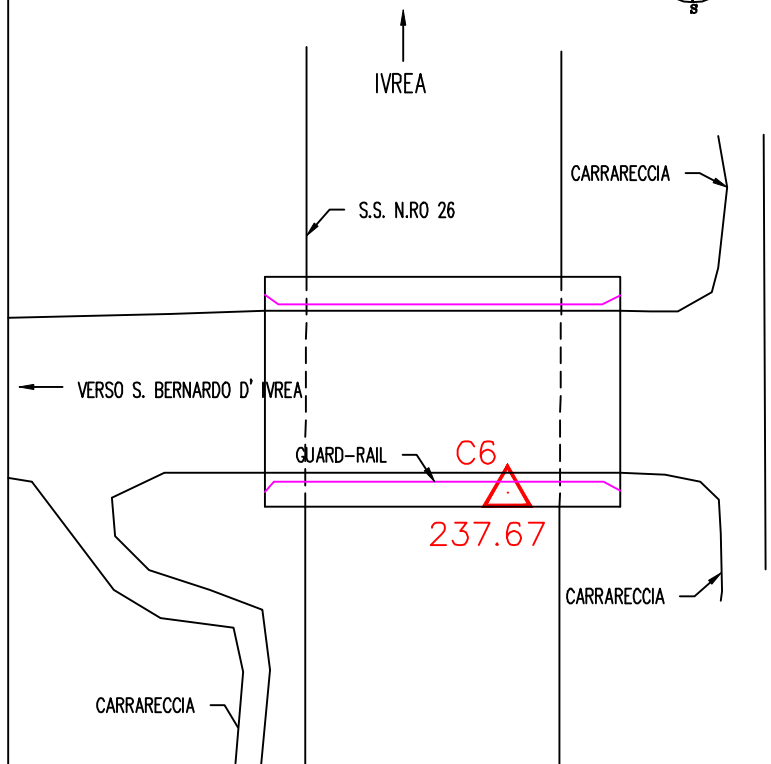 S
IVREA
CARRARECCIA
S.S. N.RO 26
VERSO S. BERNARDO D' IVREA
GUARD-RAIL
C6
237.67
CARRARECCIA
CARRARECCIA